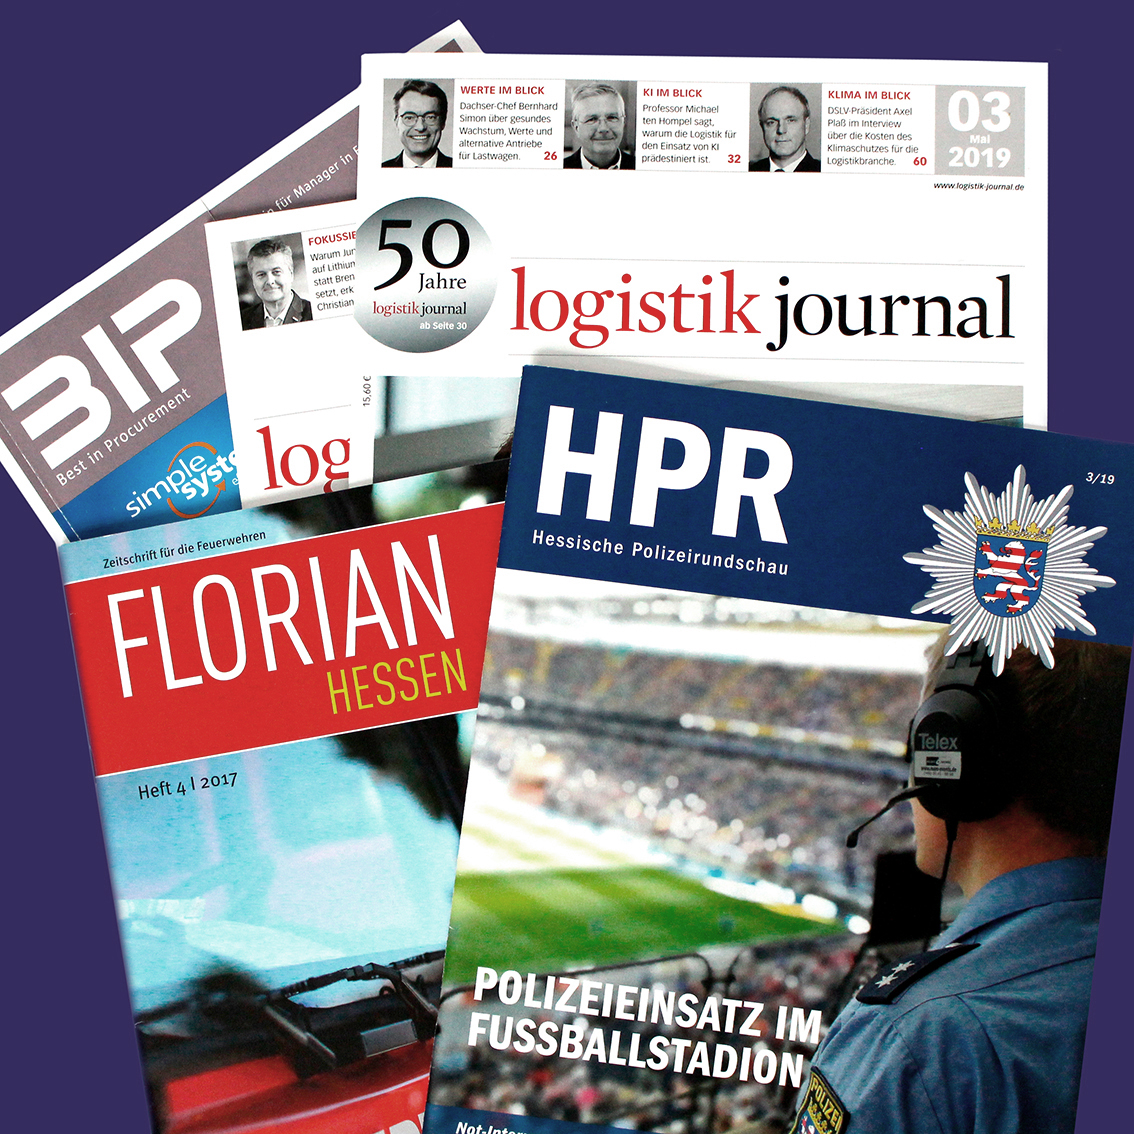 WERTE IM BLICK
Dachser-Chef Bernhard
Simon über gesundes
Wachstum, Werte und
alternative Antriebe
für Lastwagen. 26
KI IM BLICK
Professor Michael
ten Hompel sagt,
warum die Logistik für
den Einsatz von KI
prädestiniert ist. 32
KLIMA IM BLICK
DSLV-Präsident Axel
Plaß im Interview
über die Kosten des
Klimaschutzes für die
Logistikbranche. 60
03
Mai
2019
www.logistik-journal.de
50
Jahre
logistik journal
ab Seite 30
logistik journal
15,60 €
für Manager in
BIP
Best in Procurement
simple
syste
FOKUSSIE
Warum Jun
auf Lithium
statt Bren
setzt, erk
Christian
log
Zeitschrift für die Feuerwehren
FLORIAN
HESSEN
Heft 4 | 2017
HPR
Hessische Polizeirundschau
3/19
Telex
POLIZEIEINSATZ IM
FUSSBALLSTADION
POLIZEI